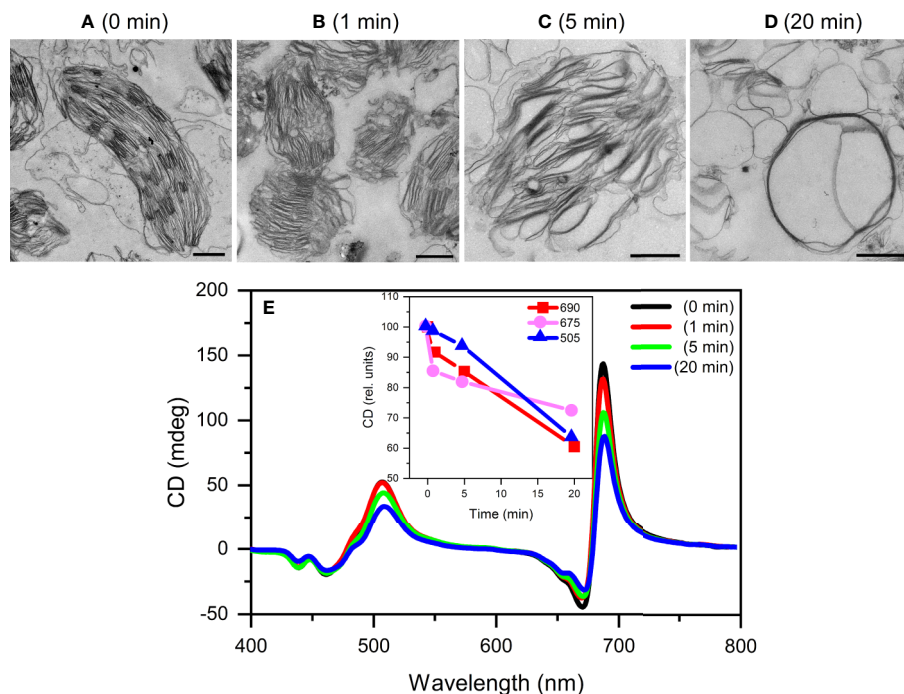 A (0 min)
B (1 min)
C (5 min)
D (20 min)
E
CD (mdeg)
200
150
100
50
0
-50
400
500
600
700
800
Wavelength (nm)
(0 min)
(1 min)
(5 min)
(20 min)
CD (rel. units)
110
100
90
80
70
60
50
0
5
10
15
20
Time (min)
690
675
505